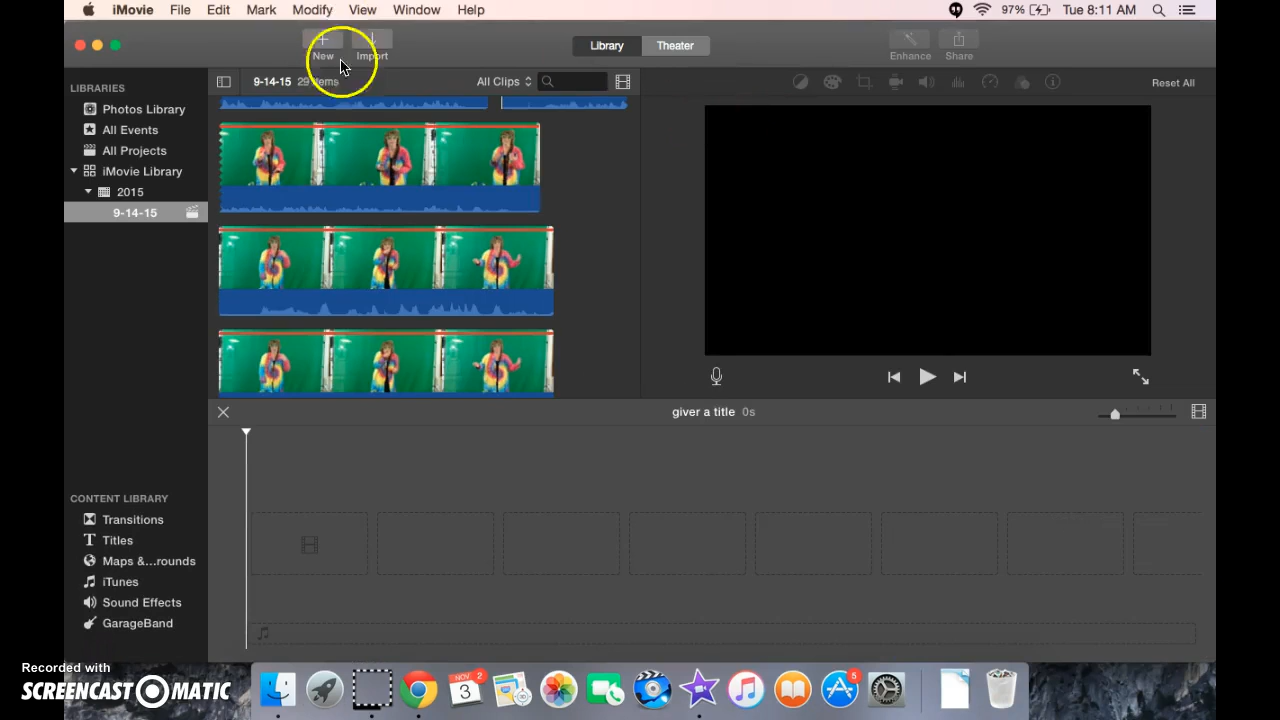 iMovie File Edit Mark Modify View Window Help 97% Tue 8:11 AM
New Import Library Theater Enhance Share
LIBRARIES 9-14-15 29 items All Clips Reset All
Photos Library
All Events
All Projects
iMovie Library
2015
9-14-15
giver a title 0s
CONTENT LIBRARY
Transitions
Titles
Maps &...rounds
iTunes
Sound Effects
GarageBand
Recorded with
SCREENCAST MATIC
NOV 2
3
5